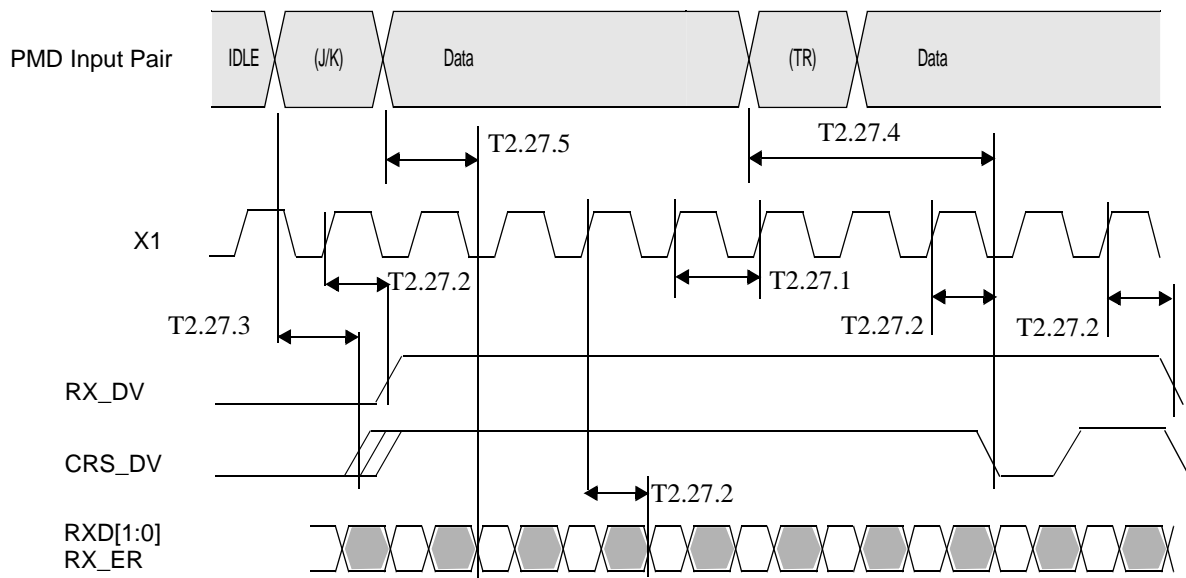 PMD Input Pair
IDLE
(J/K)
Data
(TR)
Data
T2.27.5
T2.27.4
X1
T2.27.2
T2.27.1
T2.27.3
T2.27.2
T2.27.2
RX_DV
CRS_DV
T2.27.2
RXD[1:0]
RX_ER